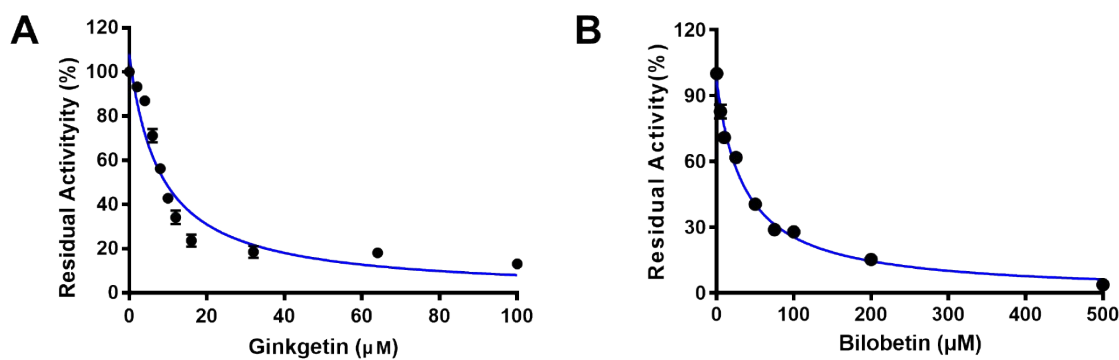 A
Residual Activityity (%)
120
100
80
60
40
20
0
0 20 40 60 80 100
Ginkgetin (µM)
B
Residual Activity(%)
120
90
60
30
0
0 100 200 300 400 500
Bilobetin (µM)